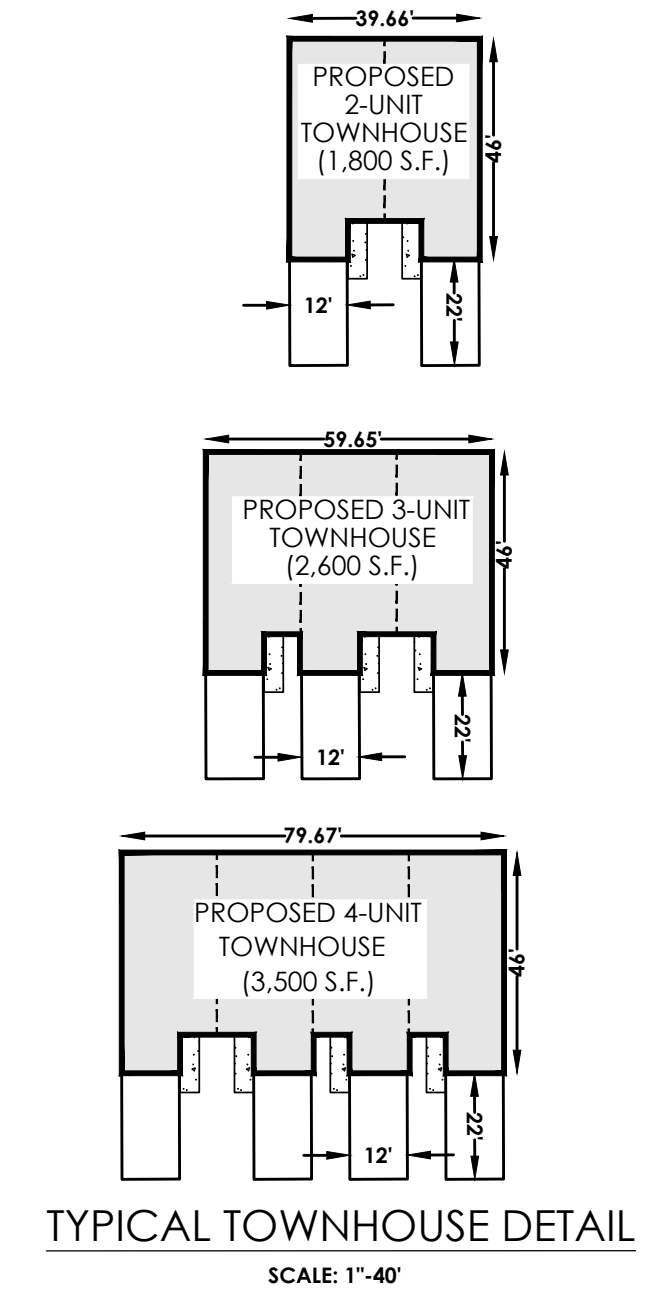 39.66'
PROPOSED
2-UNIT
TOWNHOUSE
(1,800 S.F.)
46'
12'
22'
59.65'
PROPOSED 3-UNIT
TOWNHOUSE
(2,600 S.F.)
46'
12'
22'
79.67'
PROPOSED 4-UNIT
TOWNHOUSE
(3,500 S.F.)
46'
12'
22'
TYPICAL TOWNHOUSE DETAIL
SCALE: 1"-40'